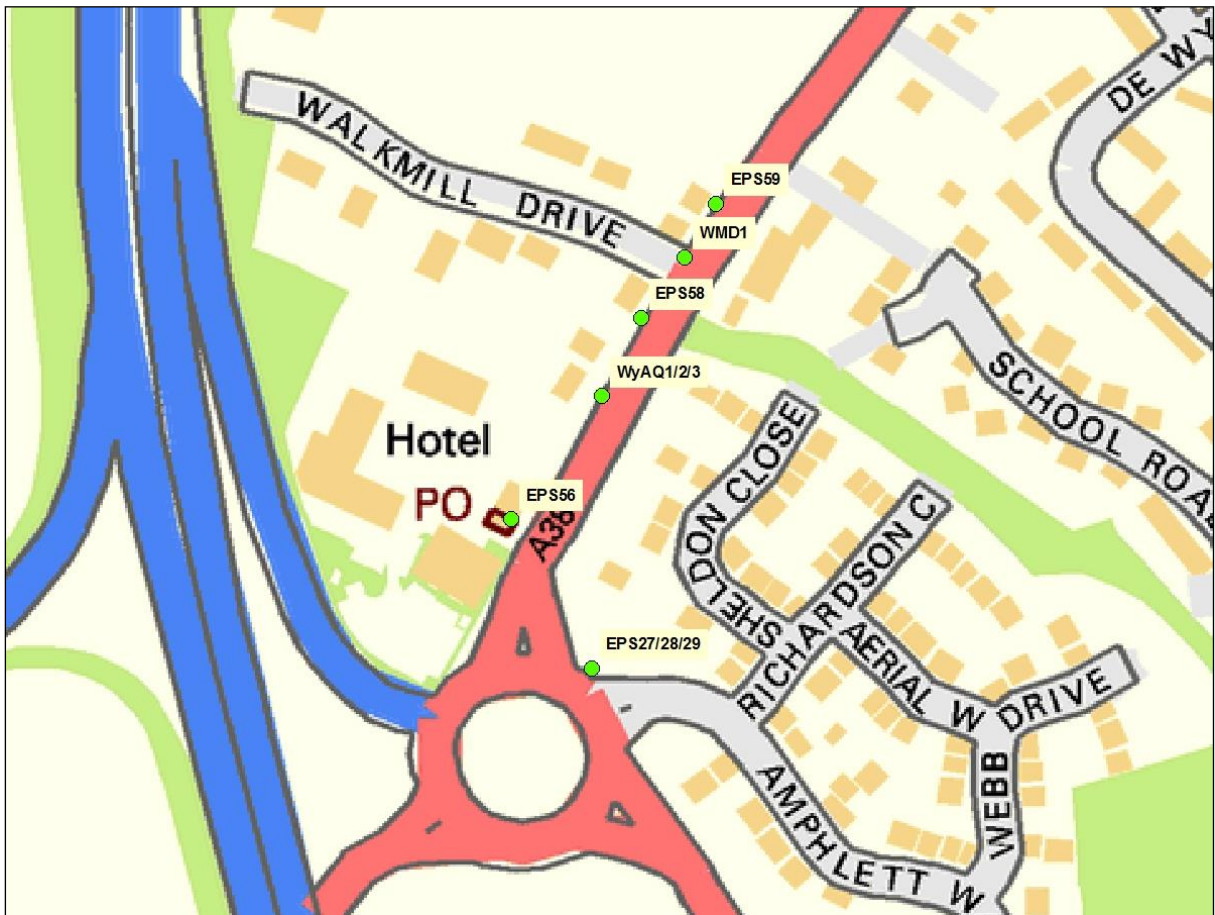 DE WY
WALKMILL DRIVE
EPS59
WMD1
EPS58
WyAQ1/2/3
SCHOOL ROA
Hotel
PO
EPS56
A38
SHELLDON CLOSE
RICHARDSON C
EPS27/28/29
AERIAL W
WEBB DRIVE
AMPHLETT W